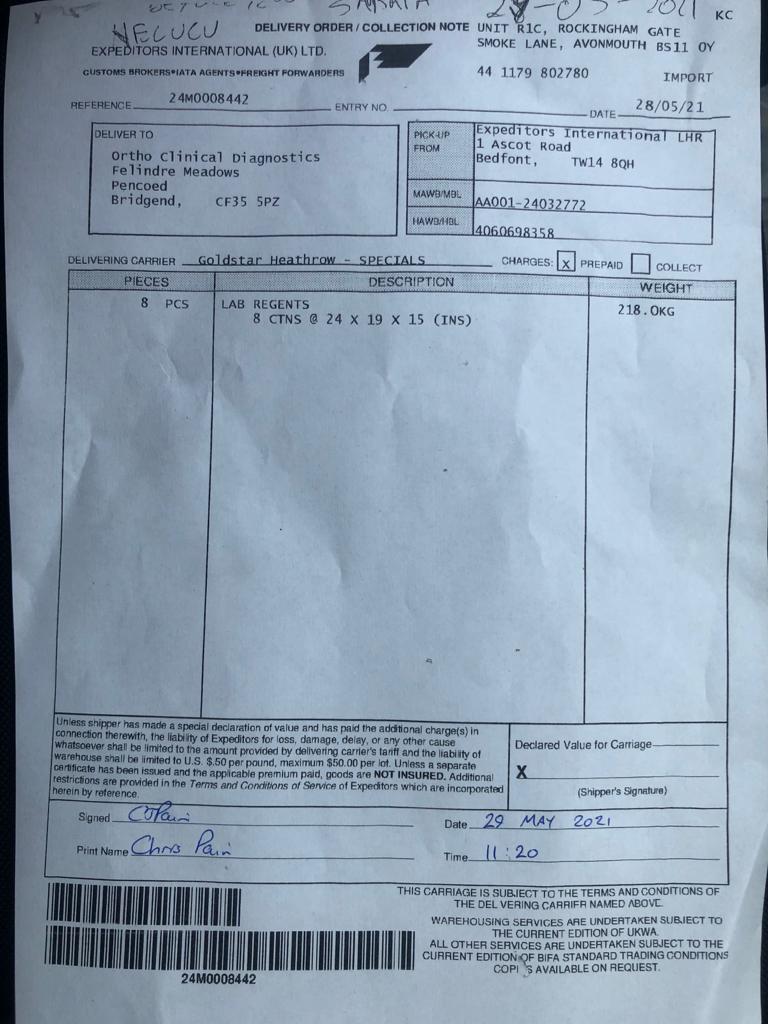 28-05-2021 KC
DELIVERY ORDER / COLLECTION NOTE UNIT R1C, ROCKINGHAM GATE
SMOKE LANE, AVONMOUTH BS11 0Y
EXPEDITORS INTERNATIONAL (UK) LTD.
CUSTOMS BROKERS•IATA AGENTS•FREIGHT FORWARDERS
44 1179 802780
IMPORT
REFERENCE 24M0008442 ENTRY NO. DATE 28/05/21
DELIVER TO
Ortho Clinical Diagnostics
Felindre Meadows
Pencoed
Bridgend, CF35 5PZ
PICK-UP FROM
Expeditors International LHR
1 Ascot Road
Bedfont, TW14 8QH
MAWB/MBL AA001-24032772
HAWB/HBL 4060698358
DELIVERING CARRIER Goldstar Heathrow - SPECIALS CHARGES: X PREPAID COLLECT
PIECES DESCRIPTION WEIGHT
8 PCS LAB REGENTS 218.0KG
8 CTNS @ 24 X 19 X 15 (INS)
Unless shipper has made a special declaration of value and has paid the additional charge(s) in
connection therewith, the liability of Expeditors for loss, damage, delay, or any other cause
whatsoever shall be limited to the amount provided by delivering carrier's tariff and the liability of
warehouse shall be limited to U.S. $.50 per pound, maximum $50.00 per lot. Unless a separate
certificate has been issued and the applicable premium paid, goods are NOT INSURED. Additional
restrictions are provided in the Terms and Conditions of Service of Expeditors which are incorporated
herein by reference.
Declared Value for Carriage
X
(Shipper's Signature)
Signed CPain Date 29 MAY 2021
Print Name Chris Pain Time 11:20
THIS CARRIAGE IS SUBJECT TO THE TERMS AND CONDITIONS OF
THE DELIVERING CARRIER NAMED ABOVE.
WAREHOUSING SERVICES ARE UNDERTAKEN SUBJECT TO
THE CURRENT EDITION OF UKWA.
ALL OTHER SERVICES ARE UNDERTAKEN SUBJECT TO THE
CURRENT EDITION OF BIFA STANDARD TRADING CONDITIONS
COPIES AVAILABLE ON REQUEST.
24M0008442